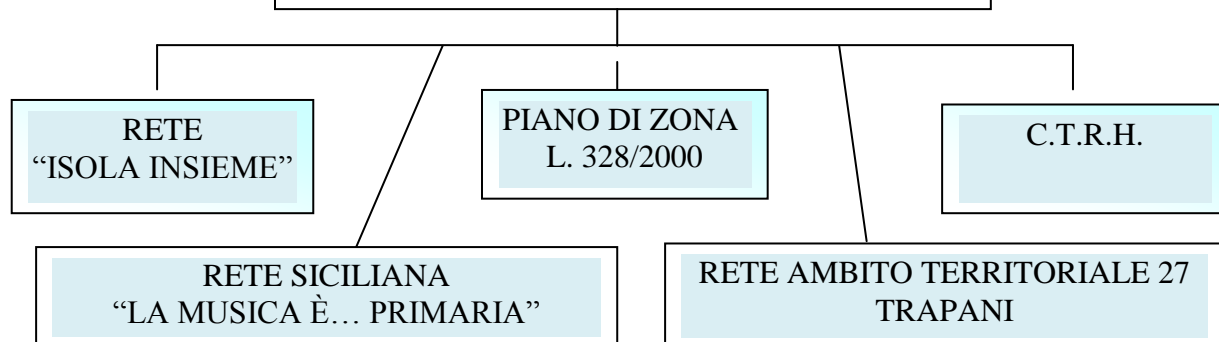 RETE
“ISOLA INSIEME”
PIANO DI ZONA
L. 328/2000
C.T.R.H.
RETE SICILIANA
“LA MUSICA È… PRIMARIA”
RETE AMBITO TERRITORIALE 27
TRAPANI